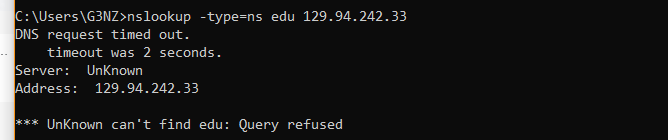 C:\Users\G3NZ>nslookup -type=ns edu 129.94.242.33
DNS request timed out.
    timeout was 2 seconds.
Server:  UnKnown
Address:  129.94.242.33

*** UnKnown can't find edu: Query refused